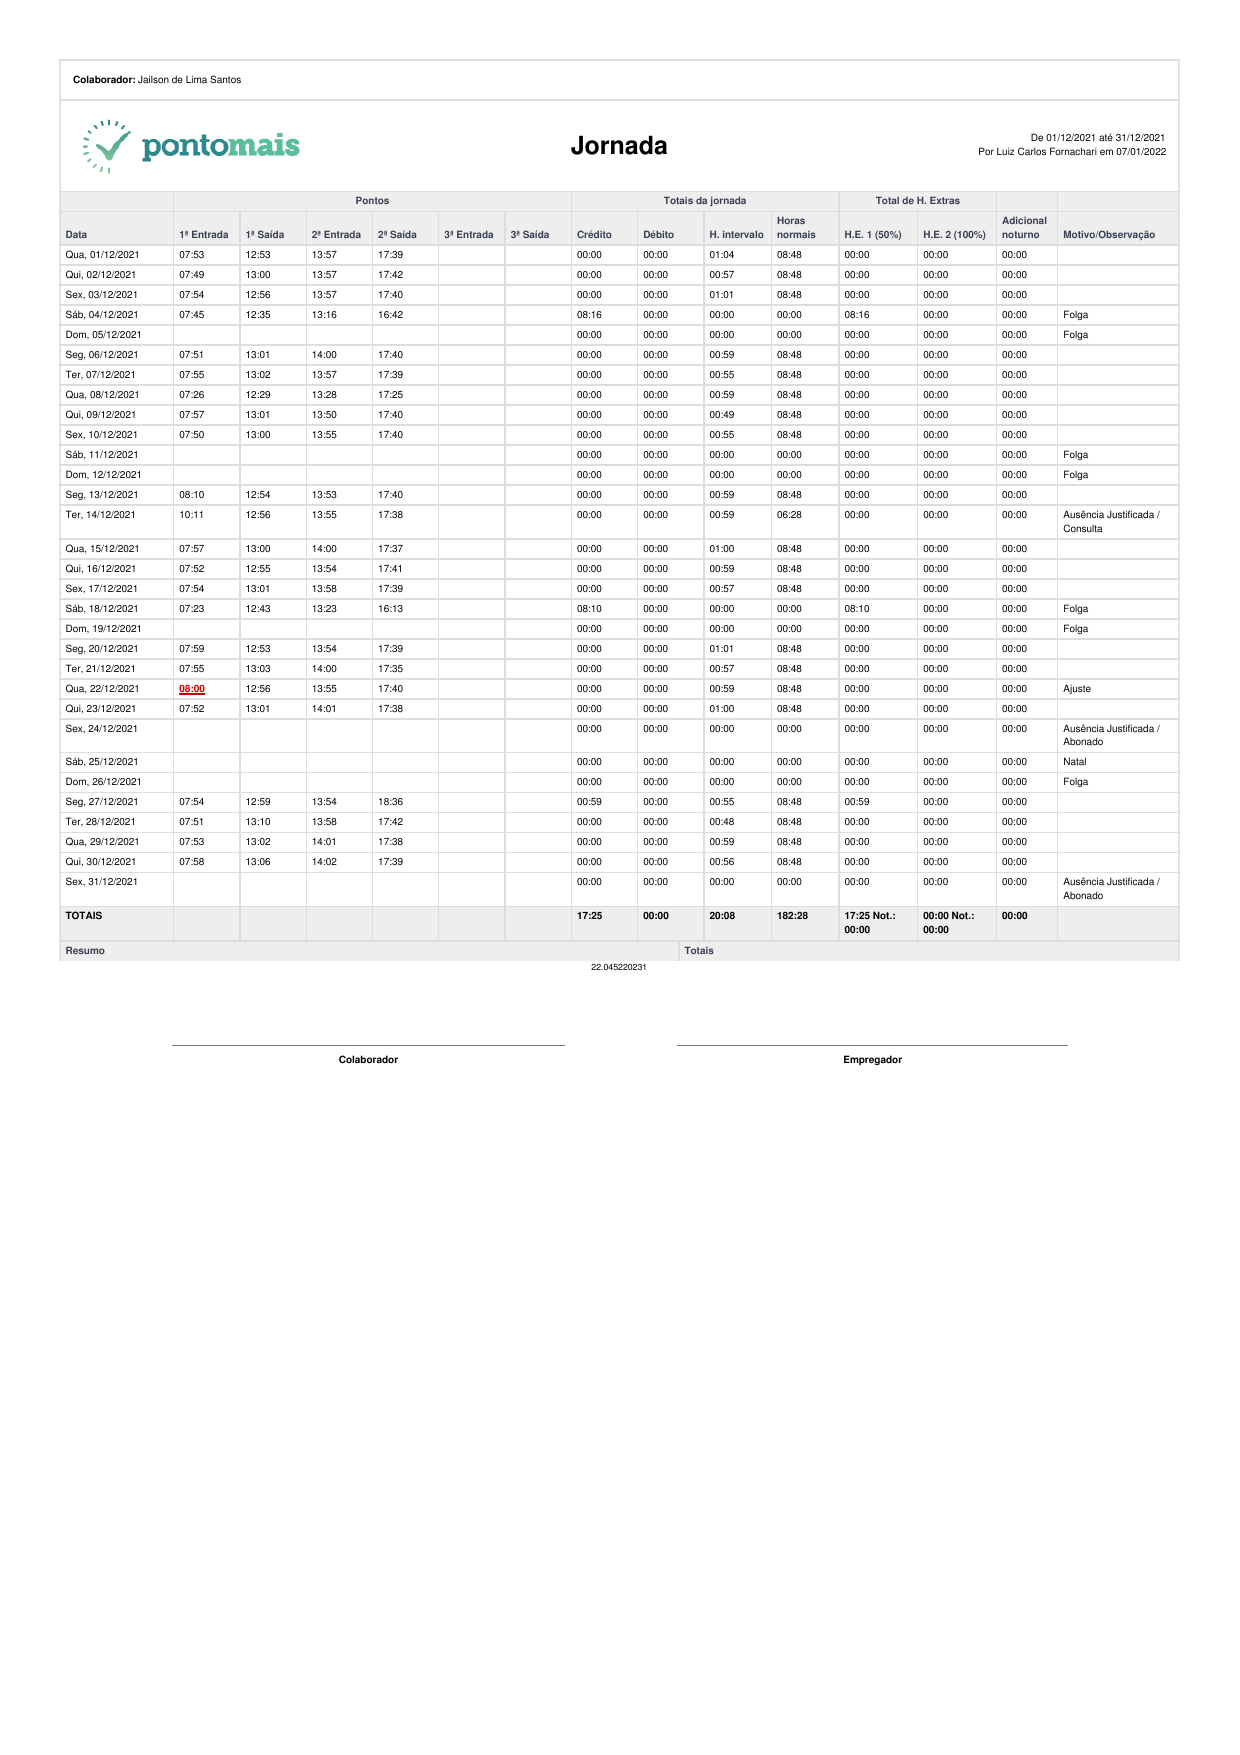 Colaborador: Jailson de Lima Santos
pontomais
Jornada
De 01/12/2021 até 31/12/2021
Por Luiz Carlos Fornachari em 07/01/2022
Pontos Totais da jornada Total de H. Extras
Data 1ª Entrada 1ª Saída 2ª Entrada 2ª Saída 3ª Entrada 3ª Saída Crédito Débito H. intervalo Horas normais H.E. 1 (50%) H.E. 2 (100%) Adicional noturno Motivo/Observação
Qua, 01/12/2021 07:53 12:53 13:57 17:39 00:00 00:00 01:04 08:48 00:00 00:00 00:00
Qui, 02/12/2021 07:49 13:00 13:57 17:42 00:00 00:00 00:57 08:48 00:00 00:00 00:00
Sex, 03/12/2021 07:54 12:56 13:57 17:40 00:00 00:00 01:01 08:48 00:00 00:00 00:00
Sáb, 04/12/2021 07:45 12:35 13:16 16:42 08:16 00:00 00:00 00:00 08:16 00:00 00:00 Folga
Dom, 05/12/2021 00:00 00:00 00:00 00:00 00:00 00:00 00:00 Folga
Seg, 06/12/2021 07:51 13:01 14:00 17:40 00:00 00:00 00:59 08:48 00:00 00:00 00:00
Ter, 07/12/2021 07:55 13:02 13:57 17:39 00:00 00:00 00:55 08:48 00:00 00:00 00:00
Qua, 08/12/2021 07:26 12:29 13:28 17:25 00:00 00:00 00:59 08:48 00:00 00:00 00:00
Qui, 09/12/2021 07:57 13:01 13:50 17:40 00:00 00:00 00:49 08:48 00:00 00:00 00:00
Sex, 10/12/2021 07:50 13:00 13:55 17:40 00:00 00:00 00:55 08:48 00:00 00:00 00:00
Sáb, 11/12/2021 00:00 00:00 00:00 00:00 00:00 00:00 00:00 Folga
Dom, 12/12/2021 00:00 00:00 00:00 00:00 00:00 00:00 00:00 Folga
Seg, 13/12/2021 08:10 12:54 13:53 17:40 00:00 00:00 00:59 08:48 00:00 00:00 00:00
Ter, 14/12/2021 10:11 12:56 13:55 17:38 00:00 00:00 00:59 06:28 00:00 00:00 00:00 Ausência Justificada /
Consulta
Qua, 15/12/2021 07:57 13:00 14:00 17:37 00:00 00:00 01:00 08:48 00:00 00:00 00:00
Qui, 16/12/2021 07:52 12:55 13:54 17:41 00:00 00:00 00:59 08:48 00:00 00:00 00:00
Sex, 17/12/2021 07:54 13:01 13:58 17:39 00:00 00:00 00:57 08:48 00:00 00:00 00:00
Sáb, 18/12/2021 07:23 12:43 13:23 16:13 08:10 00:00 00:00 00:00 08:10 00:00 00:00 Folga
Dom, 19/12/2021 00:00 00:00 00:00 00:00 00:00 00:00 00:00 Folga
Seg, 20/12/2021 07:59 12:53 13:54 17:39 00:00 00:00 01:01 08:48 00:00 00:00 00:00
Ter, 21/12/2021 07:55 13:03 14:00 17:35 00:00 00:00 00:57 08:48 00:00 00:00 00:00
Qua, 22/12/2021 08:00 12:56 13:55 17:40 00:00 00:00 00:59 08:48 00:00 00:00 00:00 Ajuste
Qui, 23/12/2021 07:52 13:01 14:01 17:38 00:00 00:00 01:00 08:48 00:00 00:00 00:00
Sex, 24/12/2021 00:00 00:00 00:00 00:00 00:00 00:00 00:00 Ausência Justificada /
Abonado
Sáb, 25/12/2021 00:00 00:00 00:00 00:00 00:00 00:00 00:00 Natal
Dom, 26/12/2021 00:00 00:00 00:00 00:00 00:00 00:00 00:00 Folga
Seg, 27/12/2021 07:54 12:59 13:54 18:36 00:59 00:00 00:55 08:48 00:59 00:00 00:00
Ter, 28/12/2021 07:51 13:10 13:58 17:42 00:00 00:00 00:48 08:48 00:00 00:00 00:00
Qua, 29/12/2021 07:53 13:02 14:01 17:38 00:00 00:00 00:59 08:48 00:00 00:00 00:00
Qui, 30/12/2021 07:58 13:06 14:02 17:39 00:00 00:00 00:56 08:48 00:00 00:00 00:00
Sex, 31/12/2021 00:00 00:00 00:00 00:00 00:00 00:00 00:00 Ausência Justificada /
Abonado
TOTAIS 17:25 00:00 20:08 182:28 17:25 Not.: 00:00 Not.: 00:00
00:00 00:00
Resumo Totais
22.045220231
Colaborador Empregador